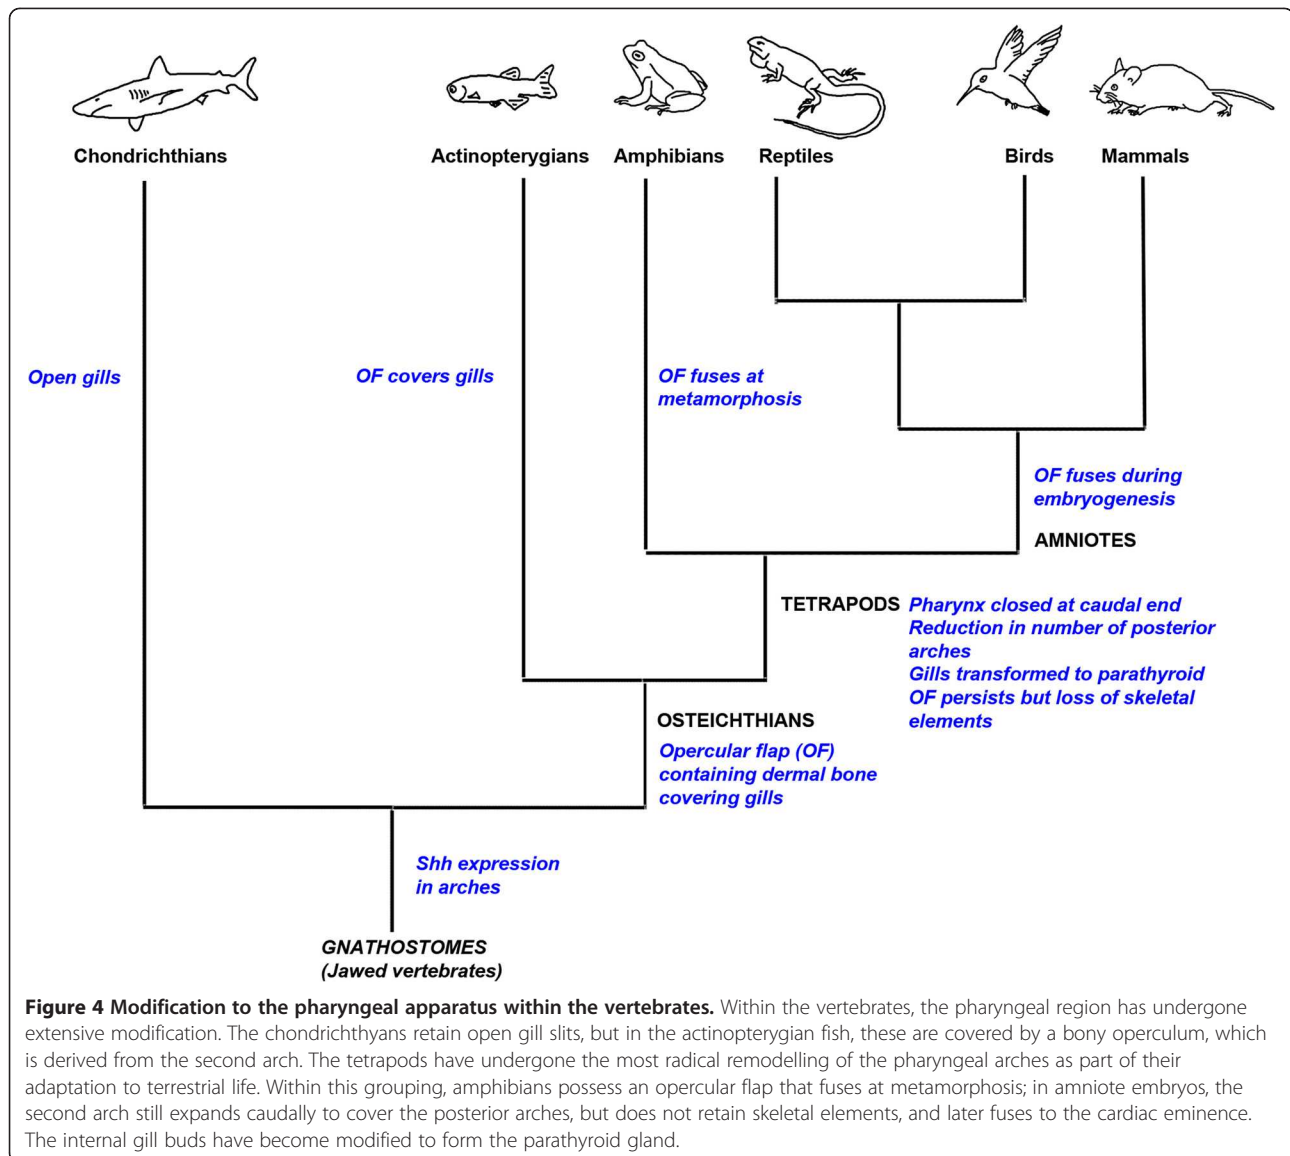 Chondrichthians
Actinopterygians
Amphibians
Reptiles
Birds
Mammals
Open gills
OF covers gills
OF fuses at
metamorphosis
OF fuses during
embryogenesis
AMNIOTES
TETRAPODS
Pharynx closed at caudal end
Reduction in number of posterior
arches
Gills transformed to parathyroid
OF persists but loss of skeletal
elements
OSTEICHTHIANS
Opercular flap (OF)
containing dermal bone
covering gills
Shh expression
in arches
GNATHOSTOMES
(Jawed vertebrates)
Figure 4 Modification to the pharyngeal apparatus within the vertebrates. Within the vertebrates, the pharyngeal region has undergone
extensive modification. The chondrichthyans retain open gill slits, but in the actinopterygian fish, these are covered by a bony operculum, which
is derived from the second arch. The tetrapods have undergone the most radical remodelling of the pharyngeal arches as part of their
adaptation to terrestrial life. Within this grouping, amphibians possess an opercular flap that fuses at metamorphosis; in amniote embryos, the
second arch still expands caudally to cover the posterior arches, but does not retain skeletal elements, and later fuses to the cardiac eminence.
The internal gill buds have become modified to form the parathyroid gland.